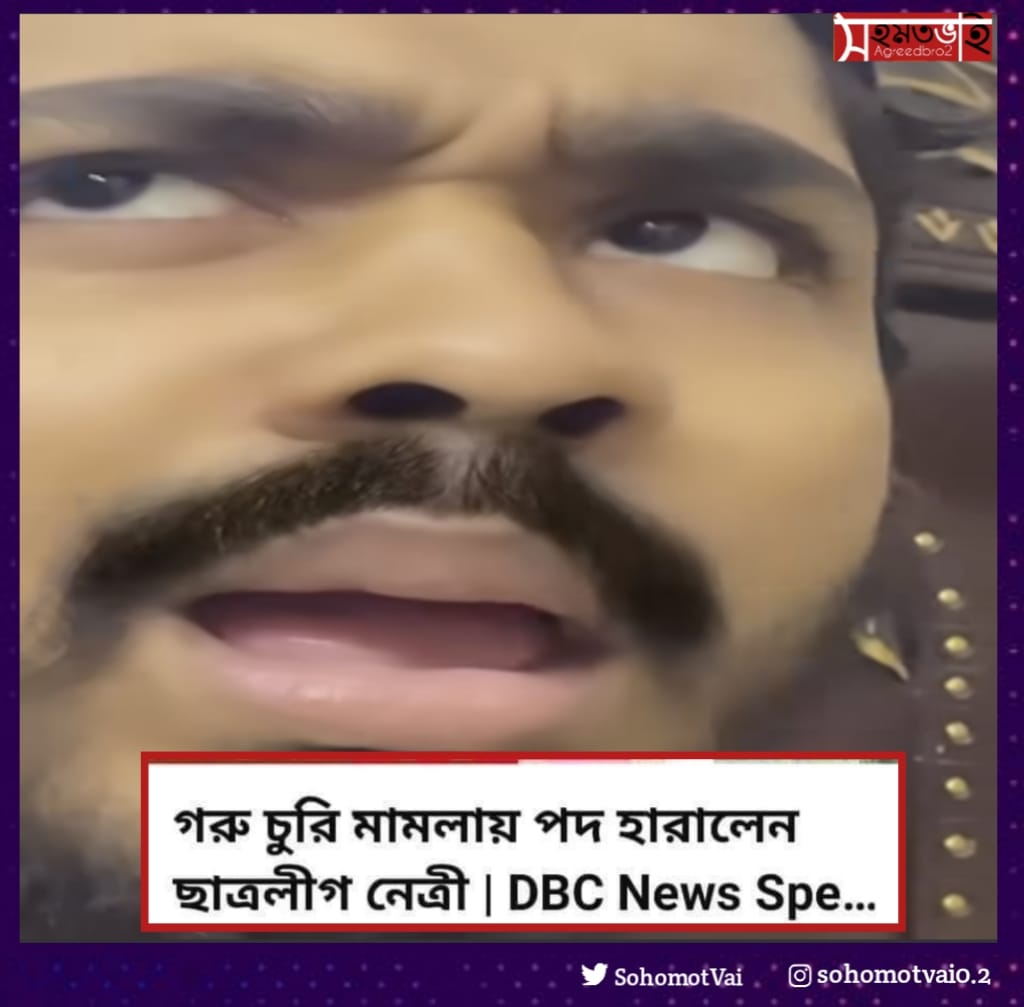 সহমতভাই
Agreedbro2
গরু চুরি মামলায় পদ হারালেন
ছাত্রলীগ নেত্রী | DBC News Spe...
SohomotVai
sohomotvai0.2